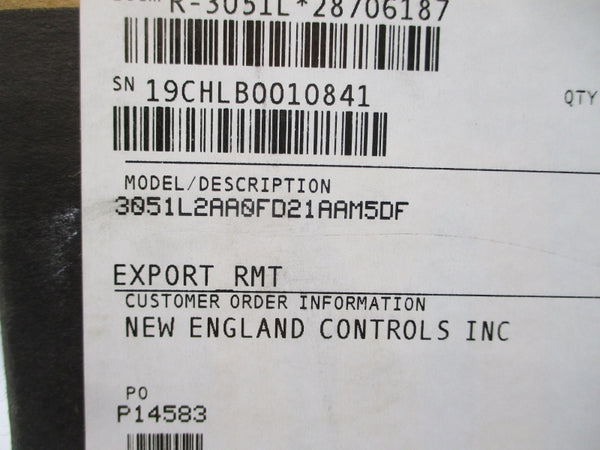 R-3051L*28706187
SN 19CHLB0010841
QTY
MODEL/DESCRIPTION
3051L2AA0FD21AAM5DF
EXPORT RMT
CUSTOMER ORDER INFORMATION
NEW ENGLAND CONTROLS INC
PO
P14583